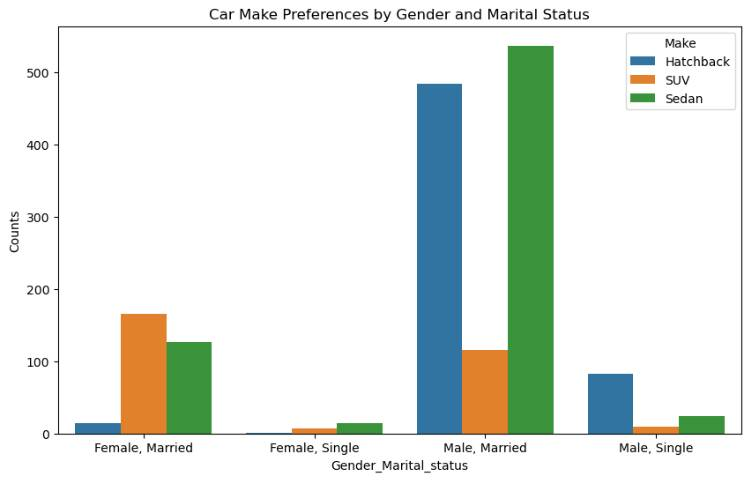 Car Make Preferences by Gender and Marital Status
Make
Hatchback
SUV
Sedan
500
400
300
200
100
0
Counts
Female, Married
Female, Single
Male, Married
Male, Single
Gender_Marital_status